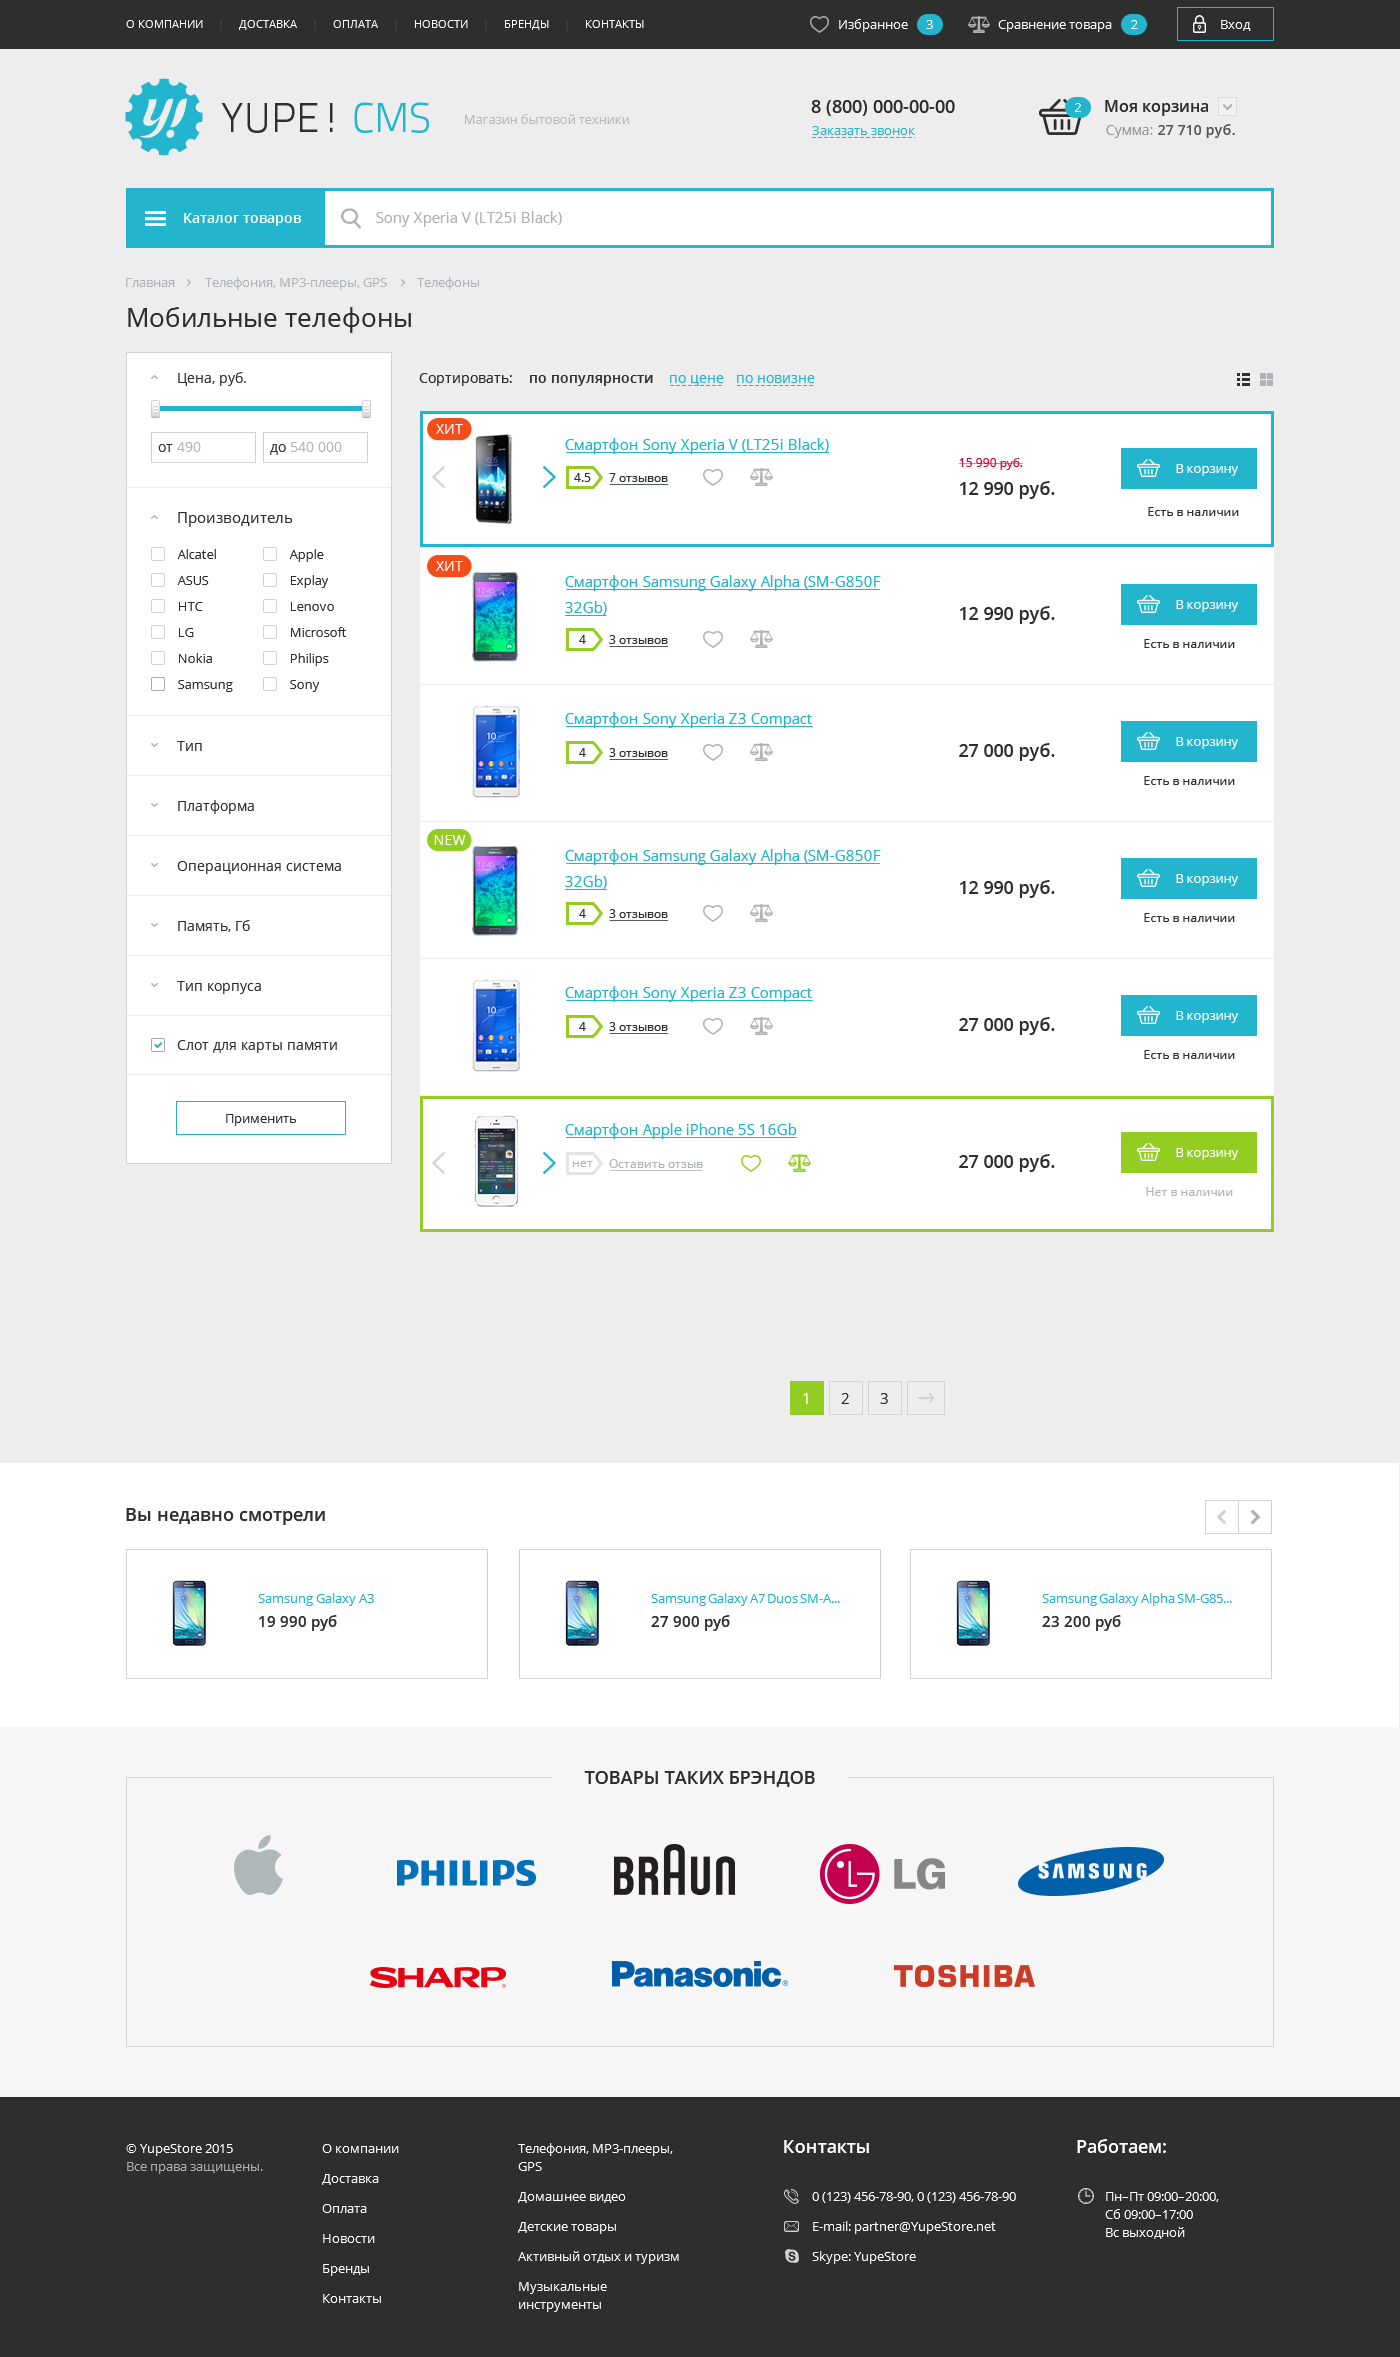 О КОМПАНИИ | ДОСТАВКА | ОПЛАТА | НОВОСТИ | БРЕНДЫ | КОНТАКТЫ
Избранное 3 Сравнение товара 2 Вход
y! YUPE! CMS
Магазин бытовой техники
8 (800) 000-00-00
Заказать звонок
2 Моя корзина
Сумма: 27 710 руб.
Каталог товаров Sony Xperia V (LT25i Black)
Главная › Телефония, MP3-плееры, GPS › Телефоны
Мобильные телефоны
Цена, руб.
от 490 до 540 000
Производитель
Alcatel Apple
ASUS Explay
HTC Lenovo
LG Microsoft
Nokia Philips
Samsung Sony
Тип
Платформа
Операционная система
Память, Гб
Тип корпуса
Слот для карты памяти
Применить
Сортировать: по популярности по цене по новизне
ХИТ
Смартфон Sony Xperia V (LT25i Black)
4.5 7 отзывов
15 990 руб.
12 990 руб.
В корзину
Есть в наличии
ХИТ
Смартфон Samsung Galaxy Alpha (SM-G850F
32Gb)
4 3 отзывов
12 990 руб.
В корзину
Есть в наличии
Смартфон Sony Xperia Z3 Compact
4 3 отзывов
27 000 руб.
В корзину
Есть в наличии
NEW
Смартфон Samsung Galaxy Alpha (SM-G850F
32Gb)
4 3 отзывов
12 990 руб.
В корзину
Есть в наличии
Смартфон Sony Xperia Z3 Compact
4 3 отзывов
27 000 руб.
В корзину
Есть в наличии
Смартфон Apple iPhone 5S 16Gb
нет Оставить отзыв
27 000 руб.
В корзину
Нет в наличии
1 2 3
Вы недавно смотрели
Samsung Galaxy A3
19 990 руб
Samsung Galaxy A7 Duos SM-A...
27 900 руб
Samsung Galaxy Alpha SM-G85...
23 200 руб
ТОВАРЫ ТАКИХ БРЭНДОВ
PHILIPS BRAUN LG SAMSUNG
SHARP Panasonic TOSHIBA
© YupeStore 2015
Все права защищены.
О компании
Доставка
Оплата
Новости
Бренды
Контакты
Телефония, MP3-плееры,
GPS
Домашнее видео
Детские товары
Активный отдых и туризм
Музыкальные
инструменты
Контакты
0 (123) 456-78-90, 0 (123) 456-78-90
E-mail: partner@YupeStore.net
Skype: YupeStore
Работаем:
Пн–Пт 09:00–20:00,
Сб 09:00–17:00
Вс выходной